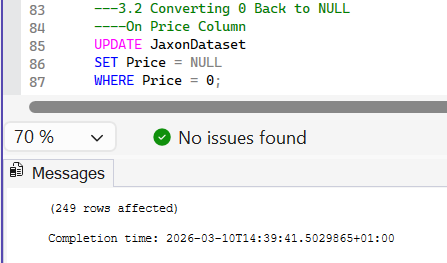 83 ---3.2 Converting 0 Back to NULL
84 ----On Price Column
85 UPDATE JaxonDataset
86 SET Price = NULL
87 WHERE Price = 0;
70 % No issues found
Messages
(249 rows affected)
Completion time: 2026-03-10T14:39:41.5029865+01:00